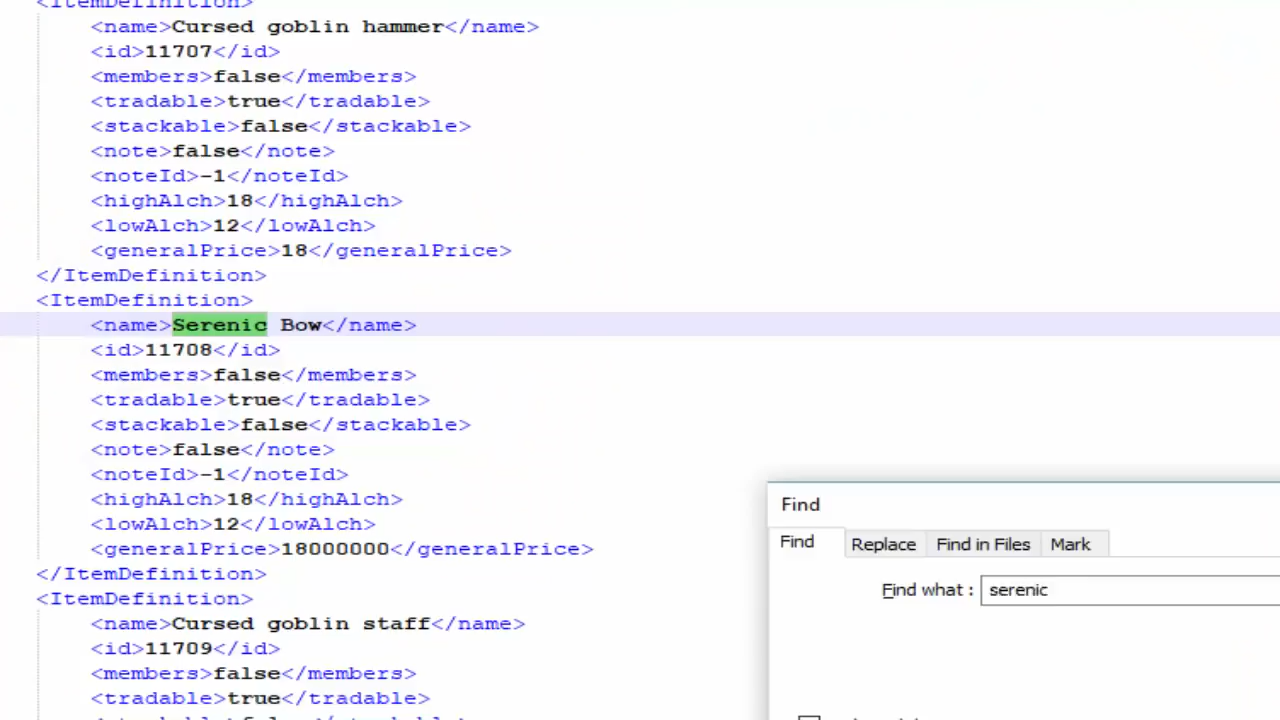 <ItemDefinition>
<name>Cursed goblin hammer</name>
<id>11707</id>
<members>false</members>
<tradable>true</tradable>
<stackable>false</stackable>
<note>false</note>
<noteId>-1</noteId>
<highAlch>18</highAlch>
<lowAlch>12</lowAlch>
<generalPrice>18</generalPrice>
</ItemDefinition>
<ItemDefinition>
<name>Serenic Bow</name>
<id>11708</id>
<members>false</members>
<tradable>true</tradable>
<stackable>false</stackable>
<note>false</note>
<noteId>-1</noteId>
<highAlch>18</highAlch>
<lowAlch>12</lowAlch>
<generalPrice>18000000</generalPrice>
</ItemDefinition>
<ItemDefinition>
<name>Cursed goblin staff</name>
<id>11709</id>
<members>false</members>
<tradable>true</tradable>
Find
Find Replace Find in Files Mark
Find what : serenic